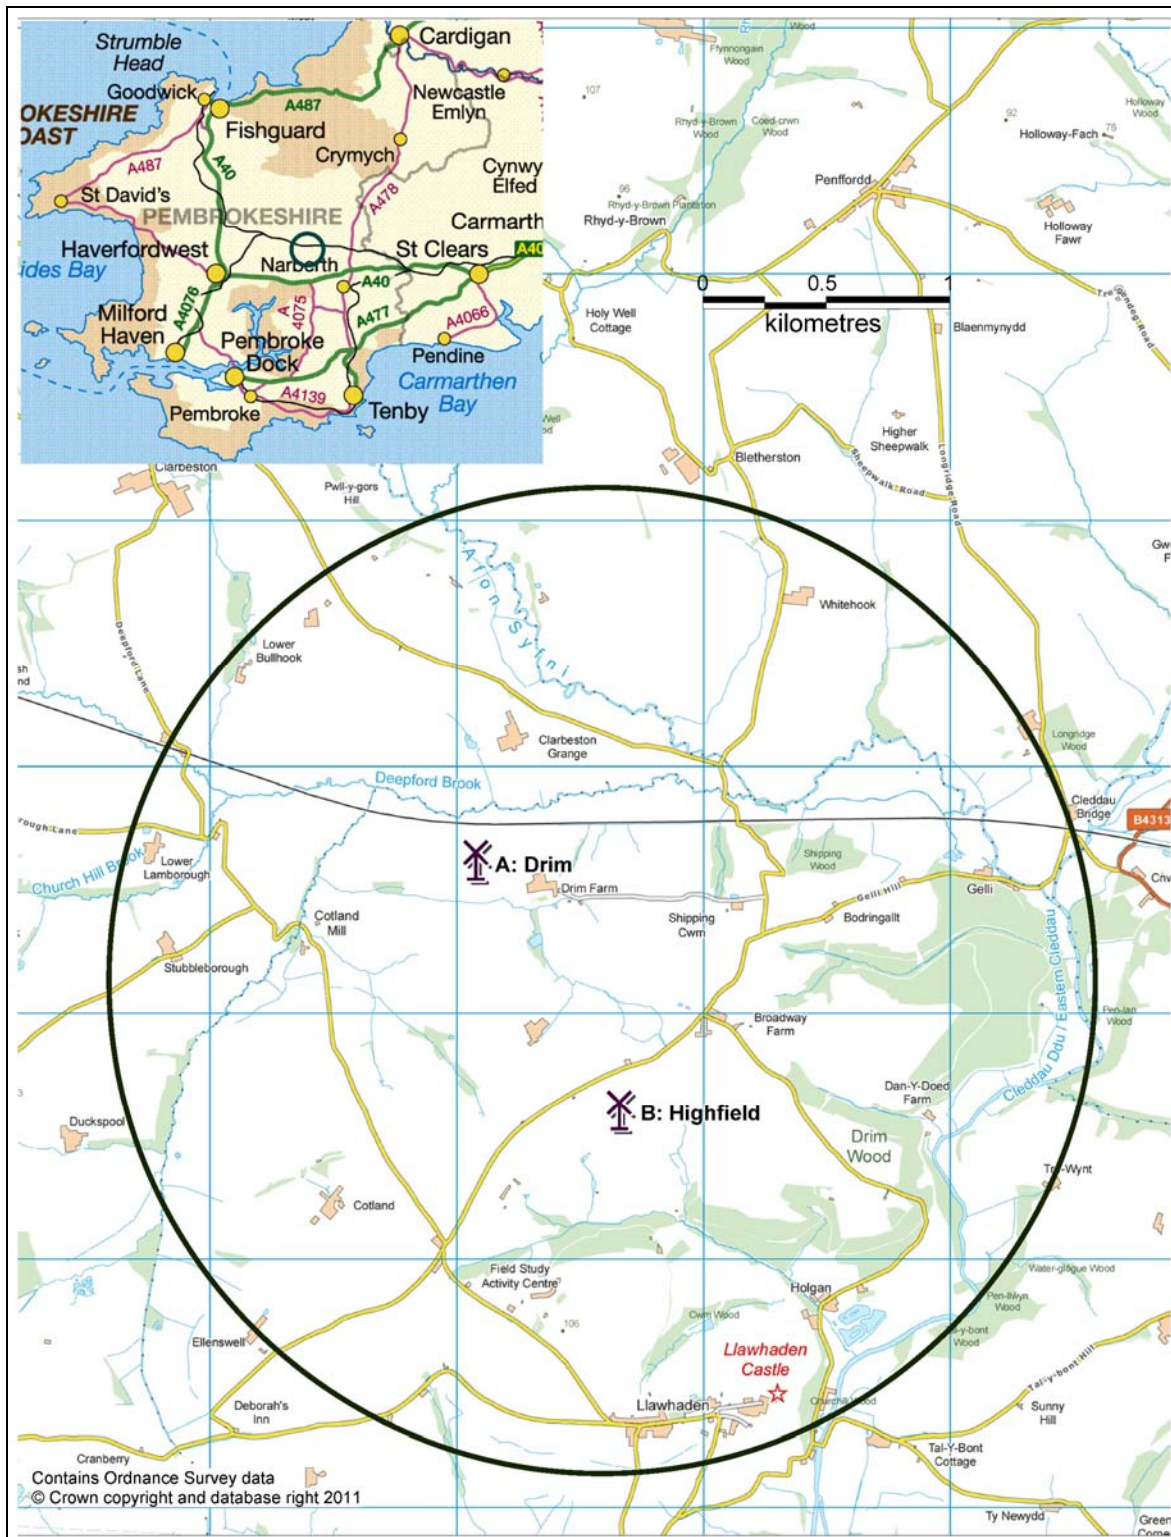 Strumble
Head
Goodwick
OKESHIRE
OAST
A487
Fishguard
Cardigan
Newcastle
Emlyn
Crymych
A487
A40
St David's
PEMBROKESHIRE
A478
Cynwy
Elfed
Carmarth
Haverfordwest
Narberth
St Clears
A40
ides Bay
A40
A4076
A
4075
A477
A4066
Milford
Haven
Pembroke
Dock
Pendine
A4139
Pembroke
Tenby
Carmarthen
Bay
Ffynnongain
Wood
107
Rhyd-y-Brown
Wood
Coed-crwn
Wood
92
76
Holloway
Wood
Holloway-Fach
Penffordd
96
Rhyd-y-Brown Plantation
Rhyd-y-Brown
Holloway
Fawr
0
0.5
1
kilometres
Holy Well
Cottage
Blaenmynydd
Higher
Sheepwalk
Sheepwalk Road
Longridge Road
Bletherston
Clarbeston
Pwll-y-gors
Hill
Afon Syfni
Whitehook
Deepford Lane
Lower
Bullhook
Clarbeston
Grange
Longridge
Wood
Deepford Brook
Cleddau
Bridge
B4313
rough Lane
Church Hill Brook
Lower
Lamborough
A: Drim
Drim Farm
Shipping
Wood
Gelli Hill
Gelli
Shipping
Cwm
Bodringallt
Cotland
Mill
Stubbleborough
Broadway
Farm
Pen-lan
Wood
Cleddau Ddu / Eastern Cleddau
Dan-Y-Doed
Farm
B: Highfield
Duckspool
Drim
Wood
Cotland
Field Study
Activity Centre
106
Holgan
Water-glogue Wood
Pen-llwyn
Wood
Cwm Wood
Ellenswell
Llawhaden
Castle
Tal-y-bont Hill
Deborah's
Inn
Llawhaden
Sunny
Hill
Cranberry
Tal-Y-Bont
Cottage
Contains Ordnance Survey data
© Crown copyright and database right 2011
Ty Newydd
Green